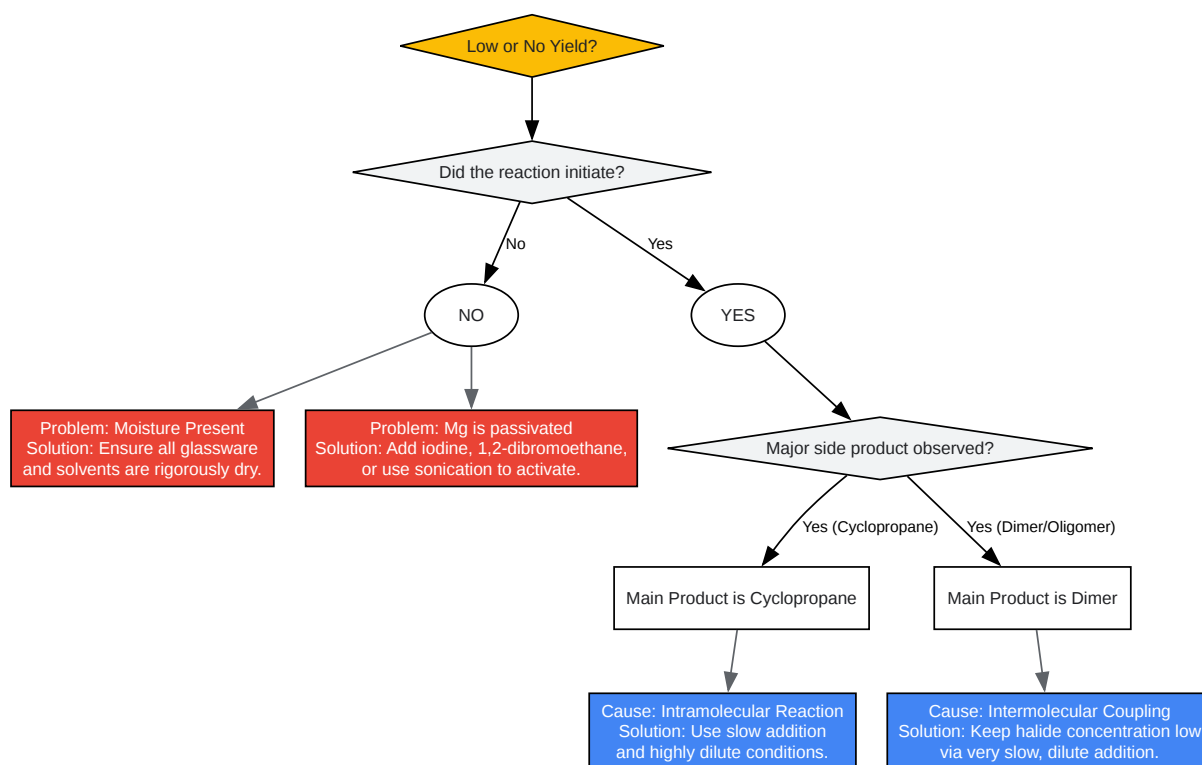 Low or No Yield?
Did the reaction initiate?
No
Yes
NO
YES
Problem: Moisture Present
Solution: Ensure all glassware
and solvents are rigorously dry.
Problem: Mg is passivated
Solution: Add iodine, 1,2-dibromoethane,
or use sonication to activate.
Major side product observed?
Yes (Cyclopropane)
Yes (Dimer/Oligomer)
Main Product is Cyclopropane
Main Product is Dimer
Cause: Intramolecular Reaction
Solution: Use slow addition
and highly dilute conditions.
Cause: Intermolecular Coupling
Solution: Keep halide concentration low
via very slow, dilute addition.